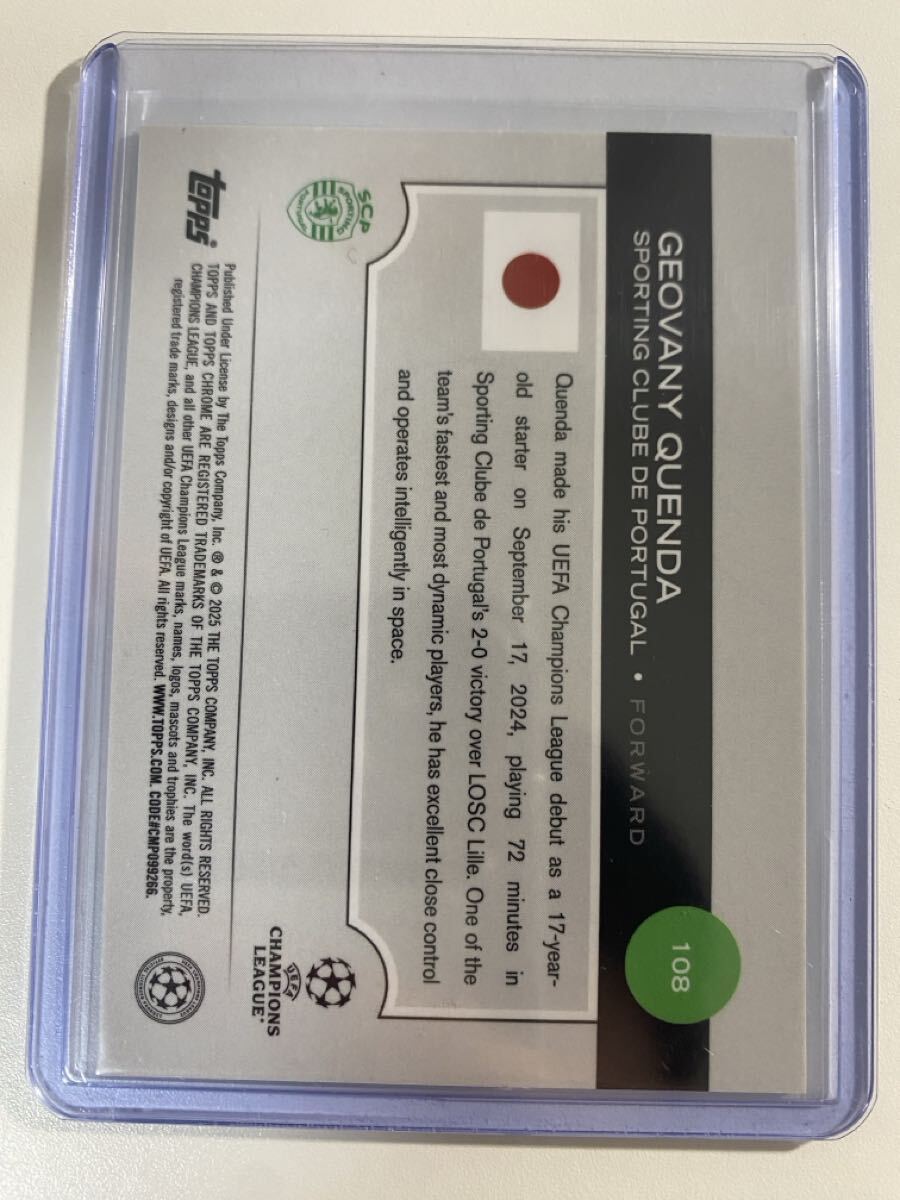 GEOVANY QUENDA
SPORTING CLUBE DE PORTUGAL • FORWARD
108
Quenda made his UEFA Champions League debut as a 17-year-
old starter on September 17, 2024, playing 72 minutes in
Sporting Clube de Portugal's 2-0 victory over LOSC Lille. One of the
team's fastest and most dynamic players, he has excellent close control
and operates intelligently in space.
SCP
SPORTING
PORTUGAL
UEFA
CHAMPIONS
LEAGUE®
topps®
Published Under License by The Topps Company, Inc. ® & © 2025 THE TOPPS COMPANY, INC. ALL RIGHTS RESERVED.
TOPPS AND TOPPS CHROME ARE REGISTERED TRADEMARKS OF THE TOPPS COMPANY, INC. The word(s) UEFA,
CHAMPIONS LEAGUE, and all other UEFA Champions League marks, names, logos, mascots and trophies are the property,
registered trade marks, designs and/or copyright of UEFA. All rights reserved. WWW.TOPPS.COM. CODE#CMP099266.